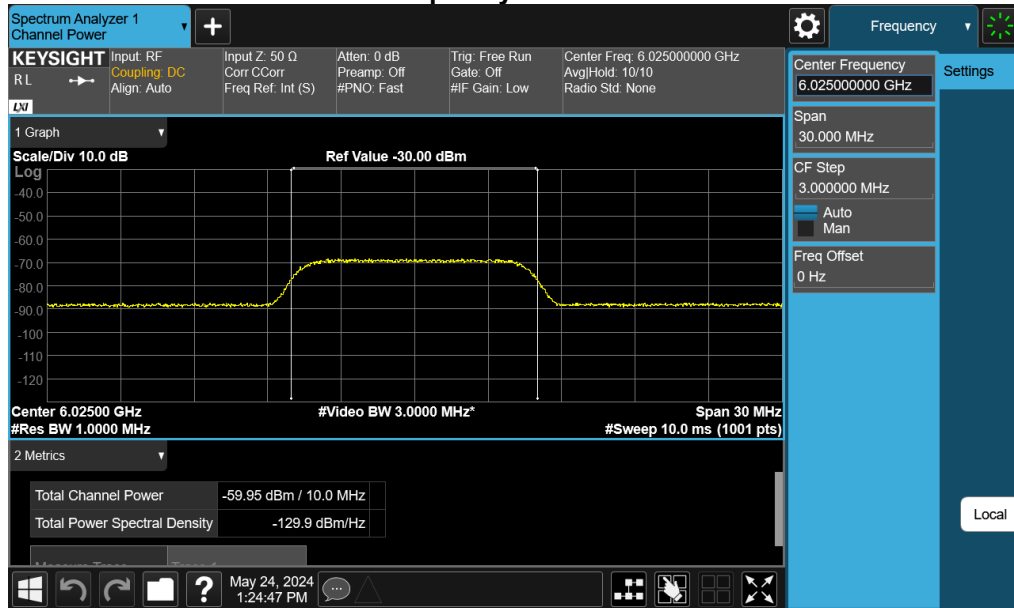 Spectrum Analyzer 1
Channel Power
Frequency
KEYSIGHT
R L
LXI
Input: RF
Coupling: DC
Align: Auto
Input Z: 50 Ω
Corr CCorr
Freq Ref: Int (S)
Atten: 0 dB
Preamp: Off
#PNO: Fast
Trig: Free Run
Gate: Off
#IF Gain: Low
Center Freq: 6.025000000 GHz
Avg|Hold: 10/10
Radio Std: None
Center Frequency
6.025000000 GHz
Settings
Span
30.000 MHz
CF Step
3.000000 MHz
Auto
Man
Freq Offset
0 Hz
Local
1 Graph
Scale/Div 10.0 dB
Ref Value -30.00 dBm
Log
-40.0
-50.0
-60.0
-70.0
-80.0
-90.0
-100
-110
-120
Center 6.02500 GHz
#Video BW 3.0000 MHz*
Span 30 MHz
#Res BW 1.0000 MHz
#Sweep 10.0 ms (1001 pts)
2 Metrics
Total Channel Power -59.95 dBm / 10.0 MHz
Total Power Spectral Density -129.9 dBm/Hz
?
May 24, 2024
1:24:47 PM